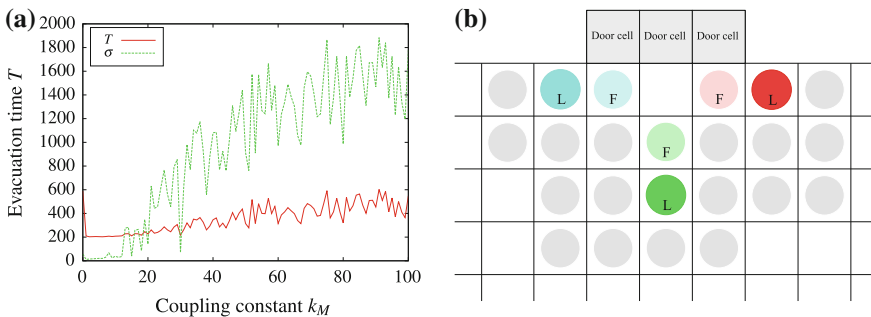 (a)
2000
1800
1600
1400
1200
1000
800
600
400
200
0
Evacuation time T
T
σ
0 20 40 60 80 100
Coupling constant k_M
(b)
Door cell Door cell Door cell
L F F L
F
L